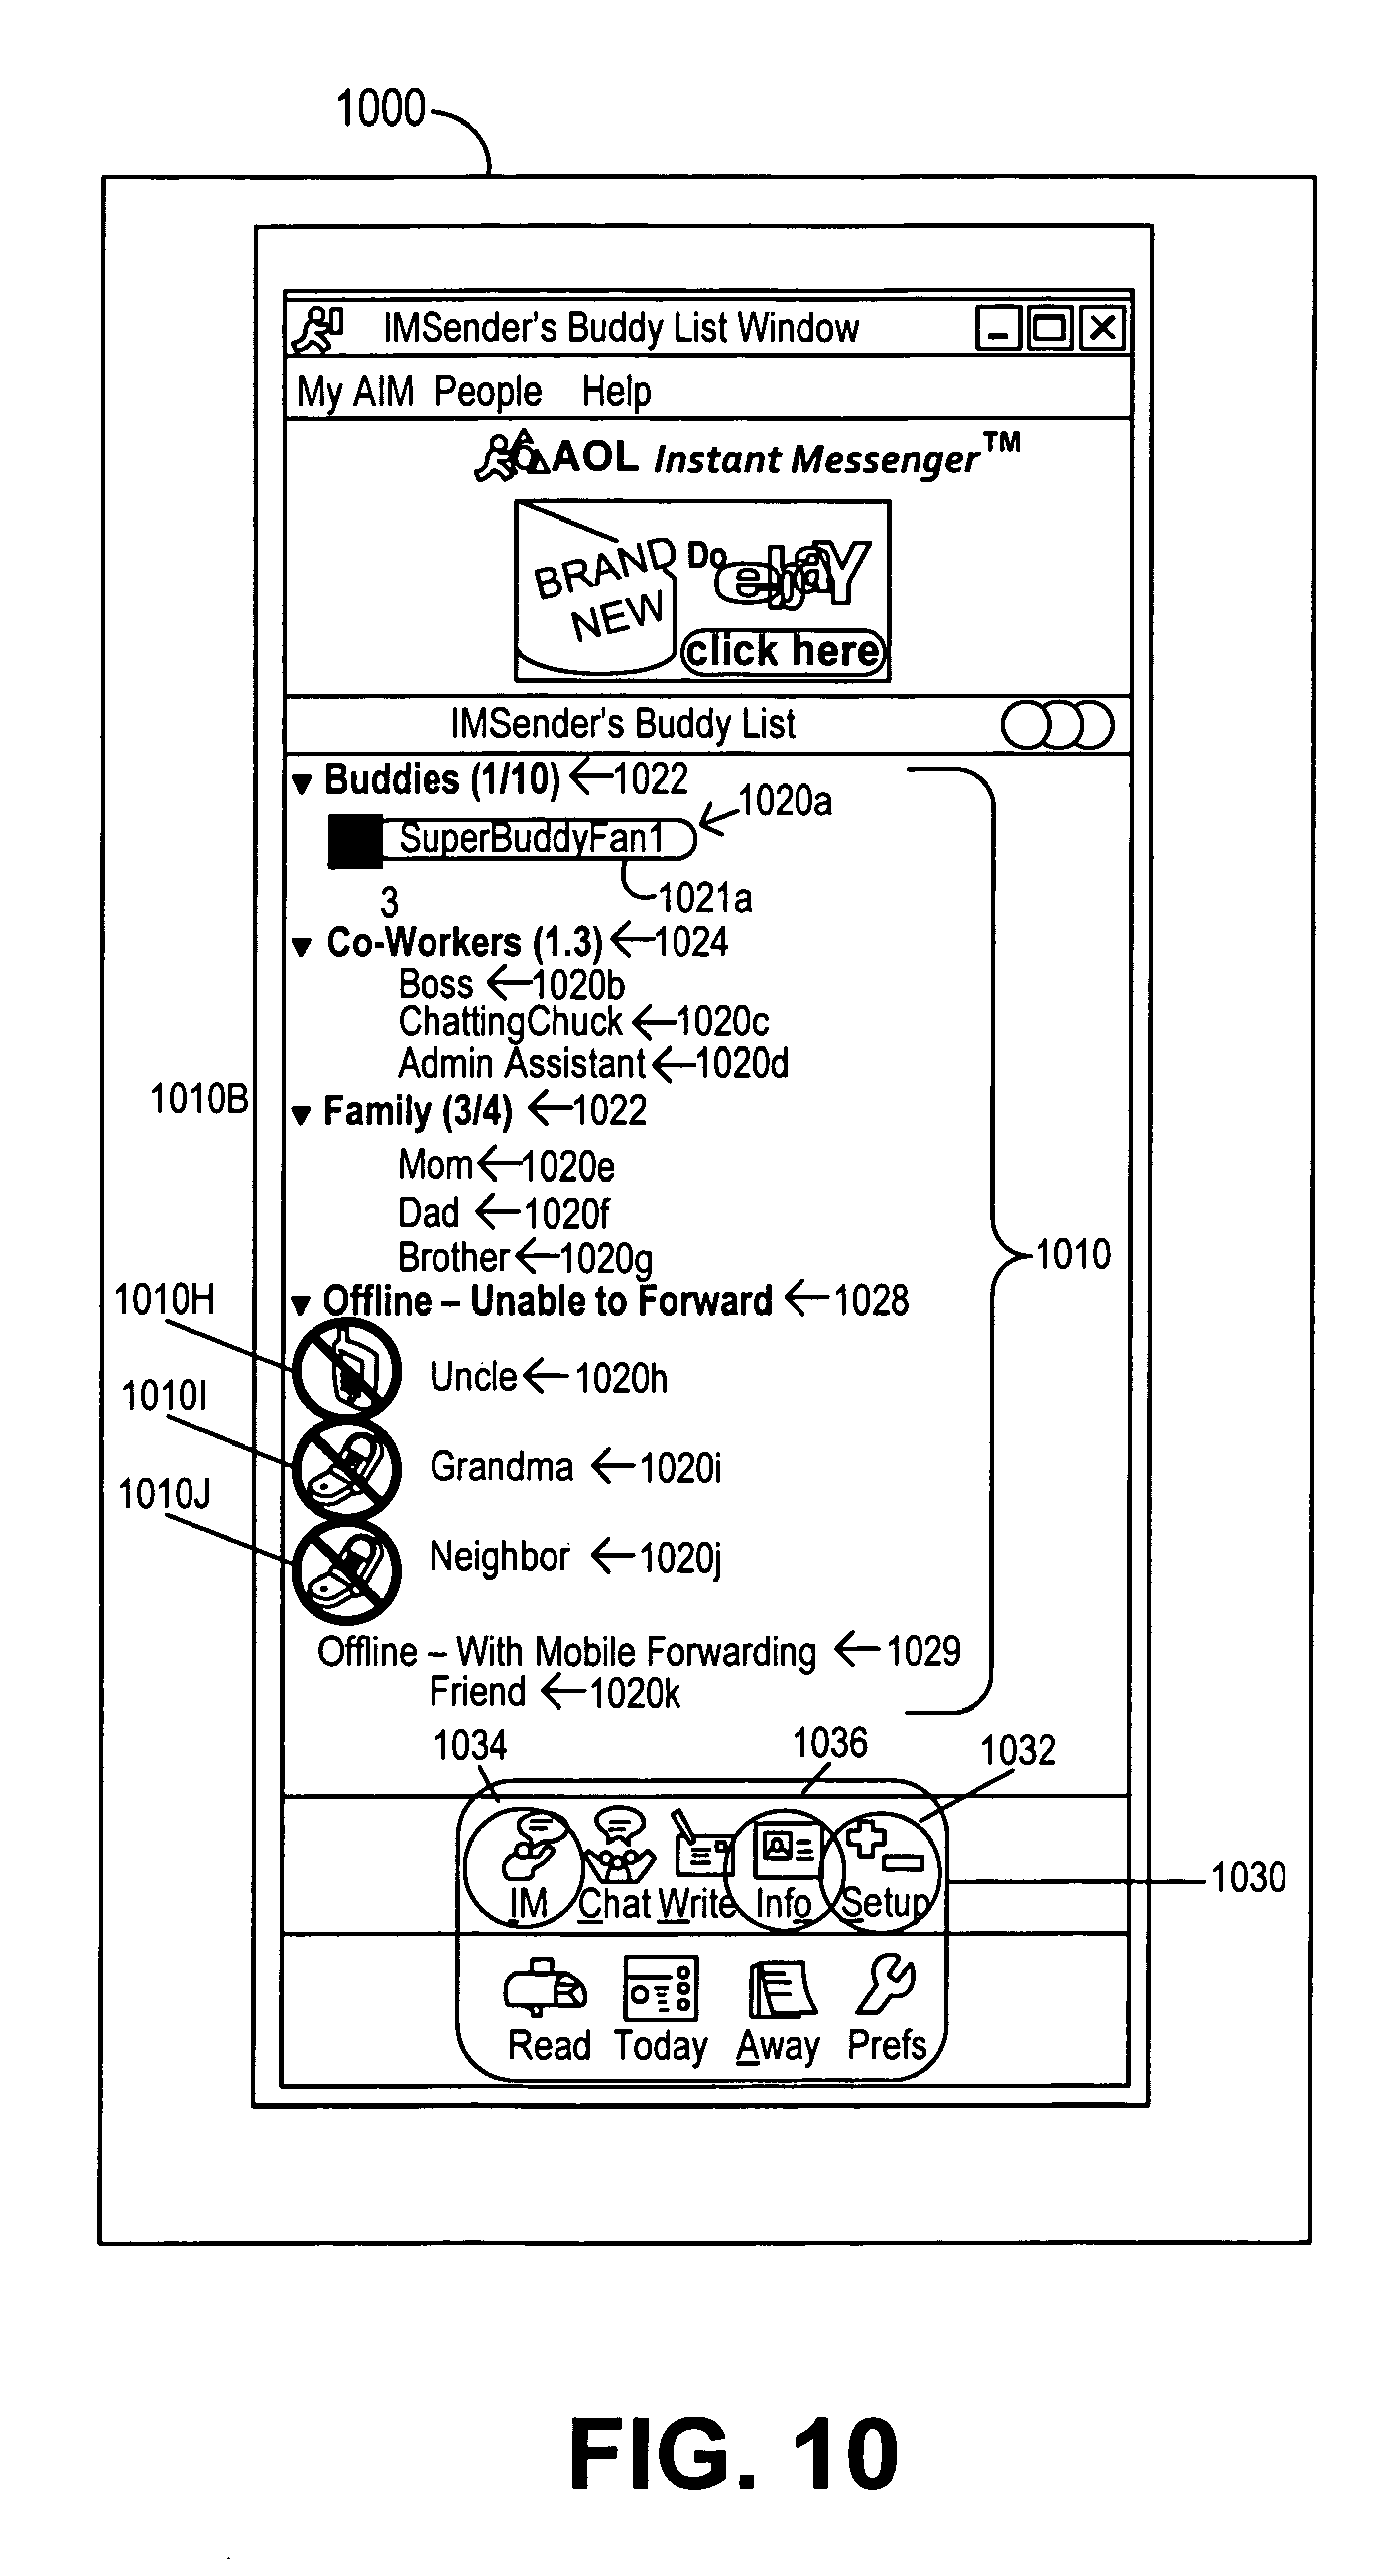 1000
IMSender's Buddy List Window
My AIM People Help
AOL Instant Messenger™
BRAND NEW
Do ebay
click here
IMSender's Buddy List
Buddies (1/10) 1022
1020a
SuperBuddyFan1
3 1021a
Co-Workers (1.3) 1024
Boss 1020b
ChattingChuck 1020c
Admin Assistant 1020d
1010B
Family (3/4) 1022
Mom 1020e
Dad 1020f
Brother 1020g
1010
1010H
Offline – Unable to Forward 1028
Uncle 1020h
1010I
Grandma 1020i
1010J
Neighbor 1020j
Offline – With Mobile Forwarding 1029
Friend 1020k
1034 1036 1032
IM Chat Write Info Setup
1030
Read Today Away Prefs
FIG. 10